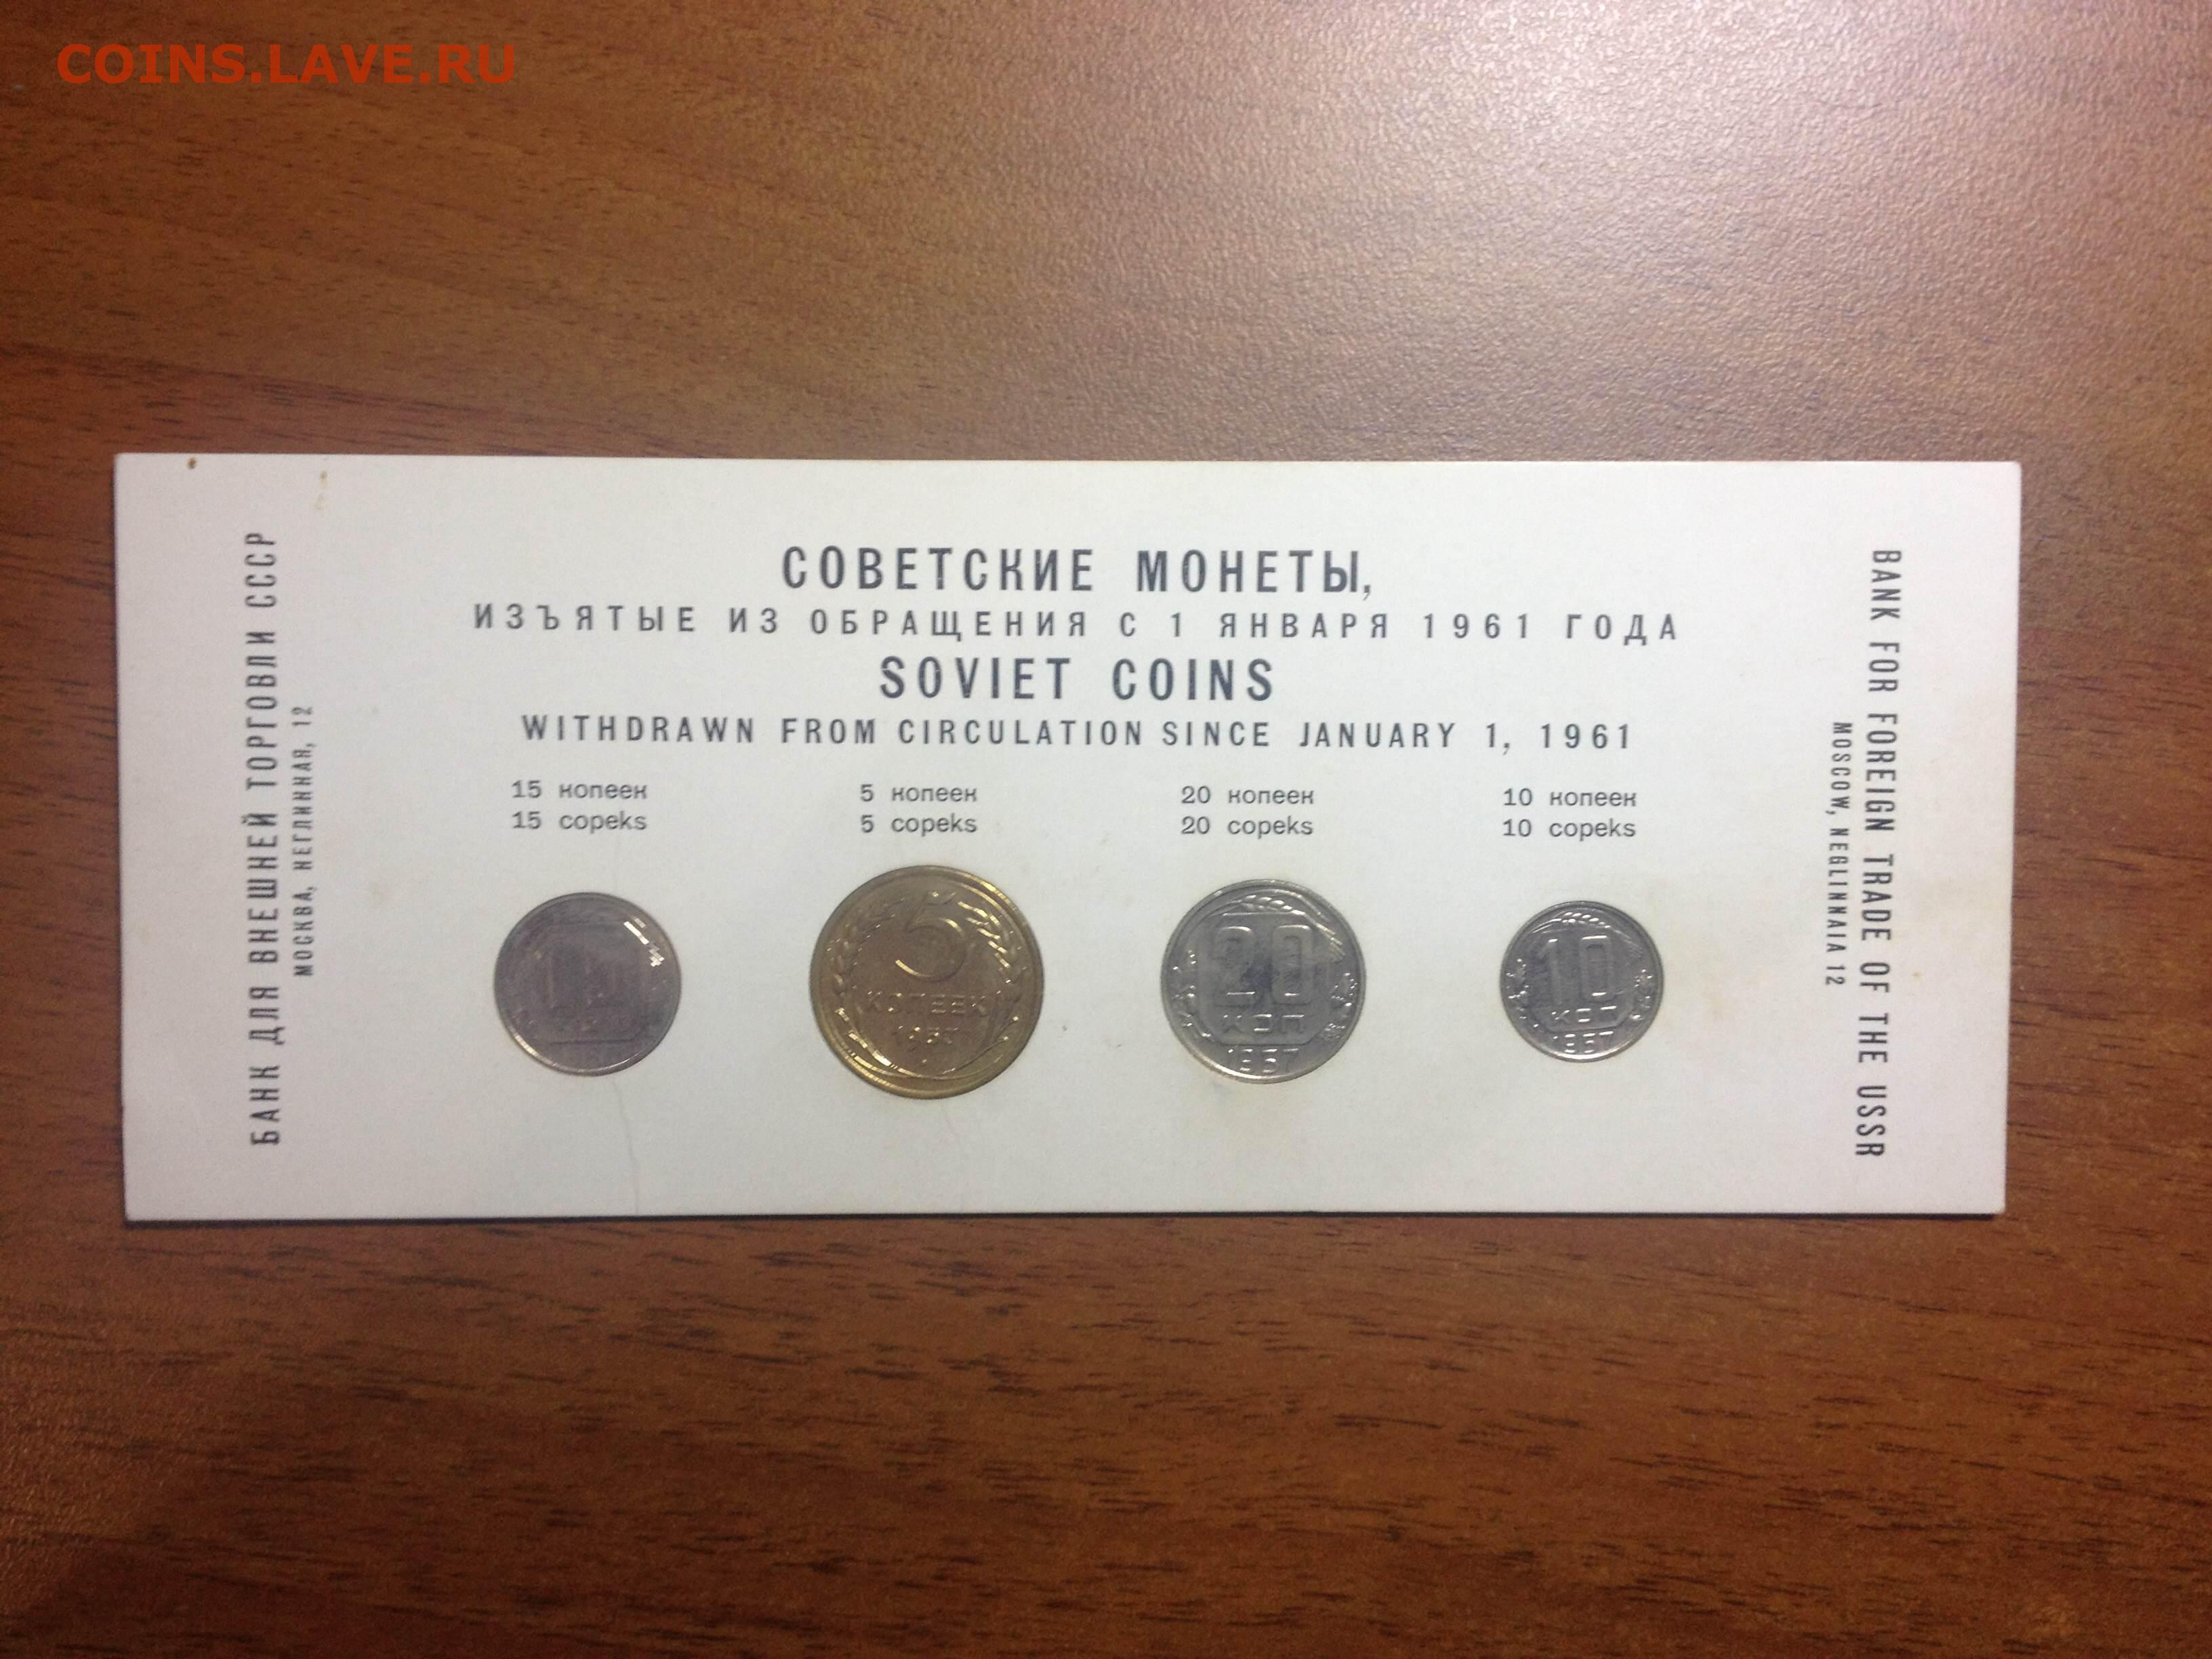 COINS.LAVE.RU
БАНК ДЛЯ ВНЕШНЕЙ ТОРГОВЛИ СССР
МОСКВА, НЕГЛИННАЯ, 12
СОВЕТСКИЕ МОНЕТЫ,
ИЗЪЯТЫЕ ИЗ ОБРАЩЕНИЯ С 1 ЯНВАРЯ 1961 ГОДА
SOVIET COINS
WITHDRAWN FROM CIRCULATION SINCE JANUARY 1, 1961
15 копеек
15 copeks
5 копеек
5 copeks
20 копеек
20 copeks
10 копеек
10 copeks
15
5
КОПЕЕК
1957
20
КОП
1957
10
КОП
1957
BANK FOR FOREIGN TRADE OF THE USSR
MOSCOW, NEGLINNAIA 12